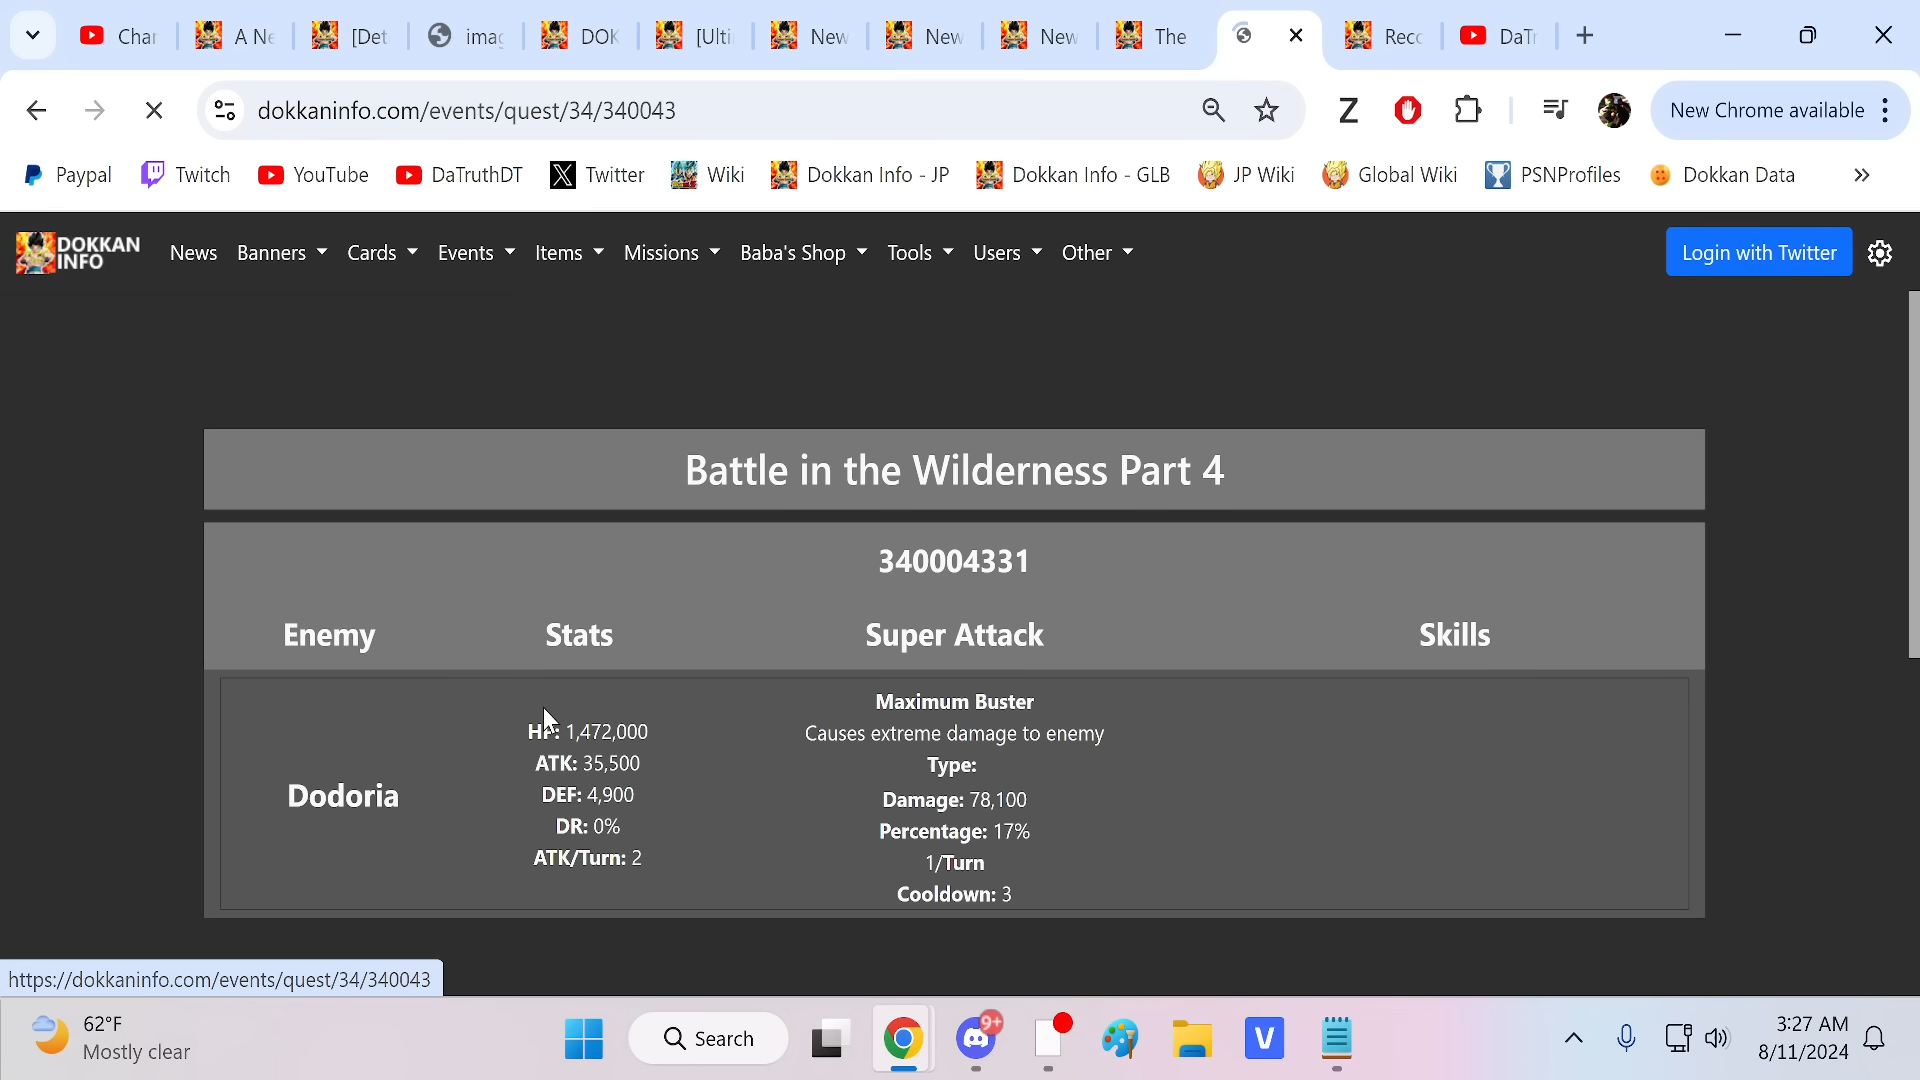 Char
A Ne
[Det
imag
DOK
[Ulti
New
New
New
The
Recc
DaTr
dokkaninfo.com/events/quest/34/340043
Z
New Chrome available
Paypal
Twitch
YouTube
DaTruthDT
Twitter
Wiki
Dokkan Info - JP
Dokkan Info - GLB
JP Wiki
Global Wiki
PSNProfiles
Dokkan Data
»
DOKKAN
INFO
News
Banners
Cards
Events
Items
Missions
Baba's Shop
Tools
Users
Other
Login with Twitter
Battle in the Wilderness Part 4
340004331
Enemy
Stats
Super Attack
Skills
Dodoria
HP: 1,472,000
ATK: 35,500
DEF: 4,900
DR: 0%
ATK/Turn: 2
Maximum Buster
Causes extreme damage to enemy
Type:
Damage: 78,100
Percentage: 17%
1/Turn
Cooldown: 3
https://dokkaninfo.com/events/quest/34/340043
62°F
Mostly clear
Search
9+
V
3:27 AM
8/11/2024